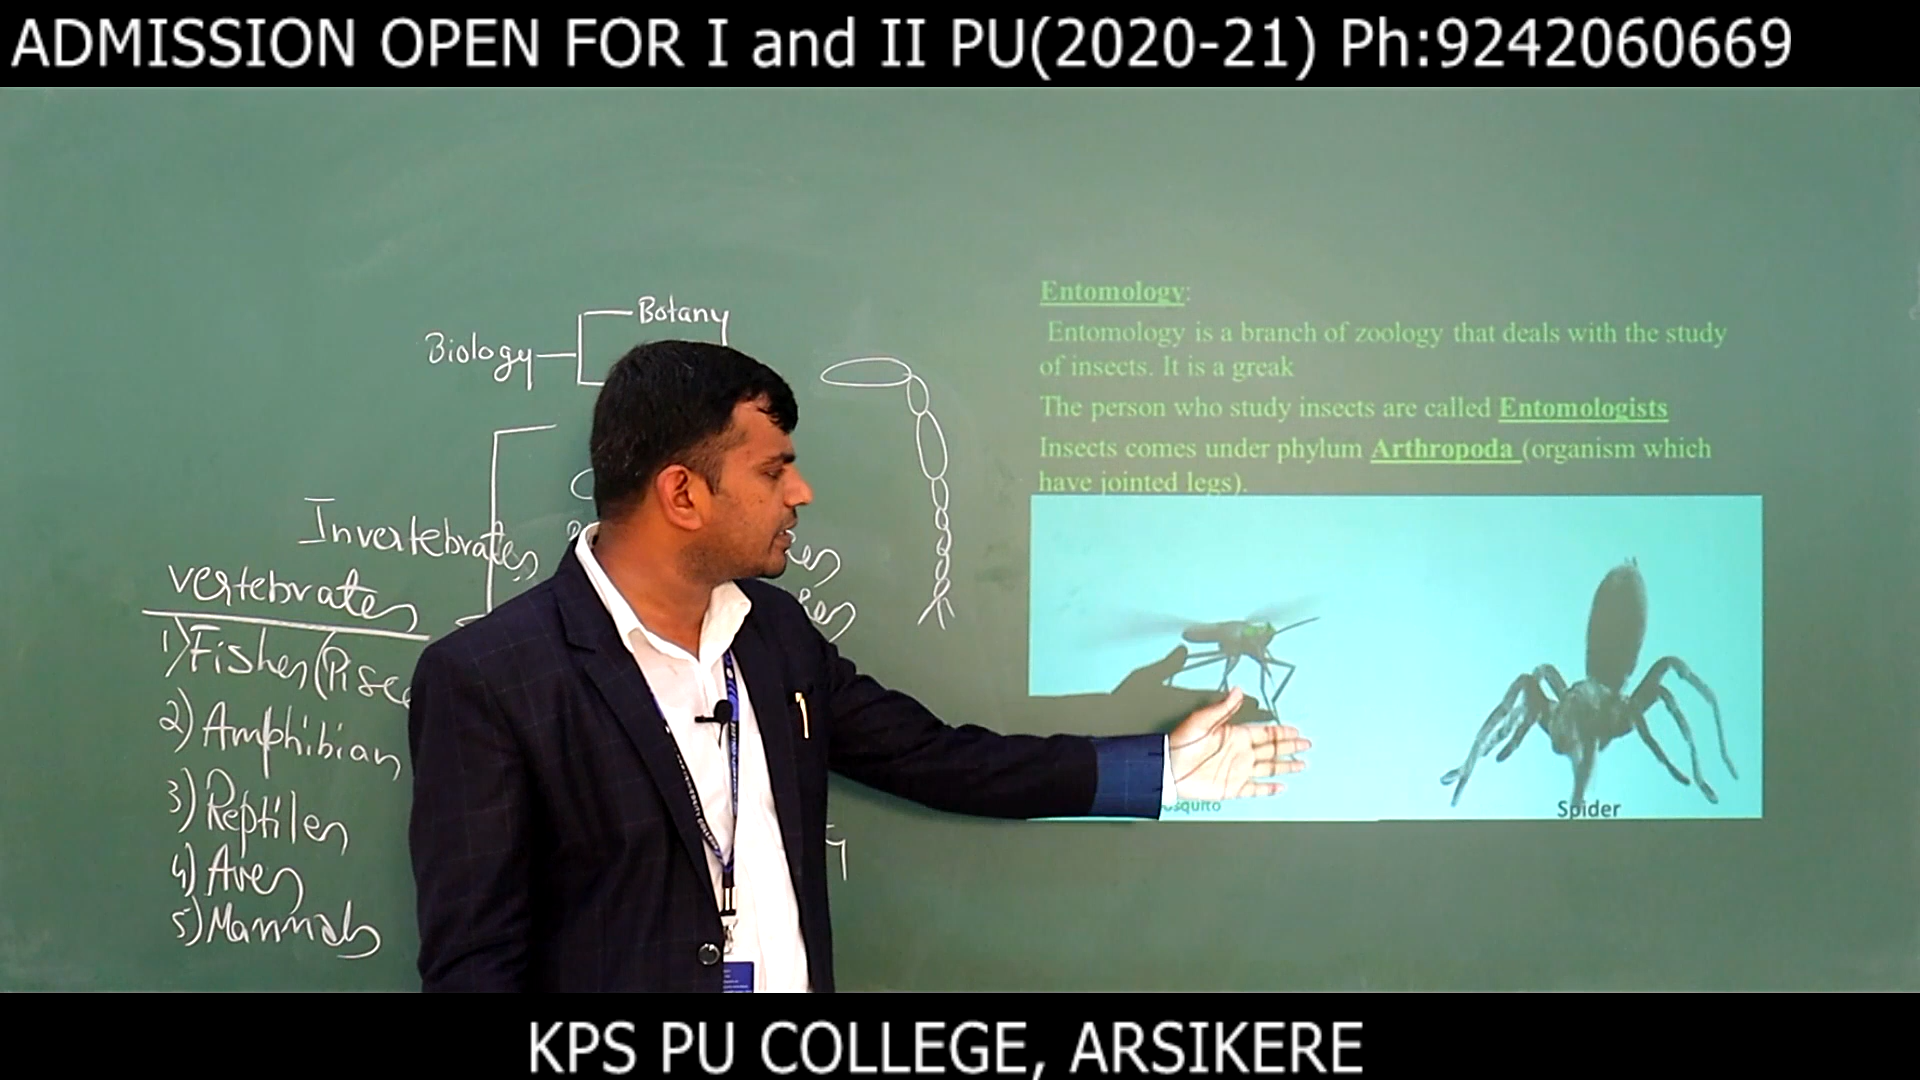 ADMISSION OPEN FOR I and II PU(2020-21) Ph:9242060669
Botany
Biology
Invertebrates
vertebrates
1)Fishes(Pisce
2) Amphibian
3) Reptiles
4) Aves
5) Mammals
Entomology:
Entomology is a branch of zoology that deals with the study
of insects. It is a greak
The person who study insects are called Entomologists
Insects comes under phylum Arthropoda (organism which
have jointed legs).
squito
Spider
KPS PU COLLEGE, ARSIKERE